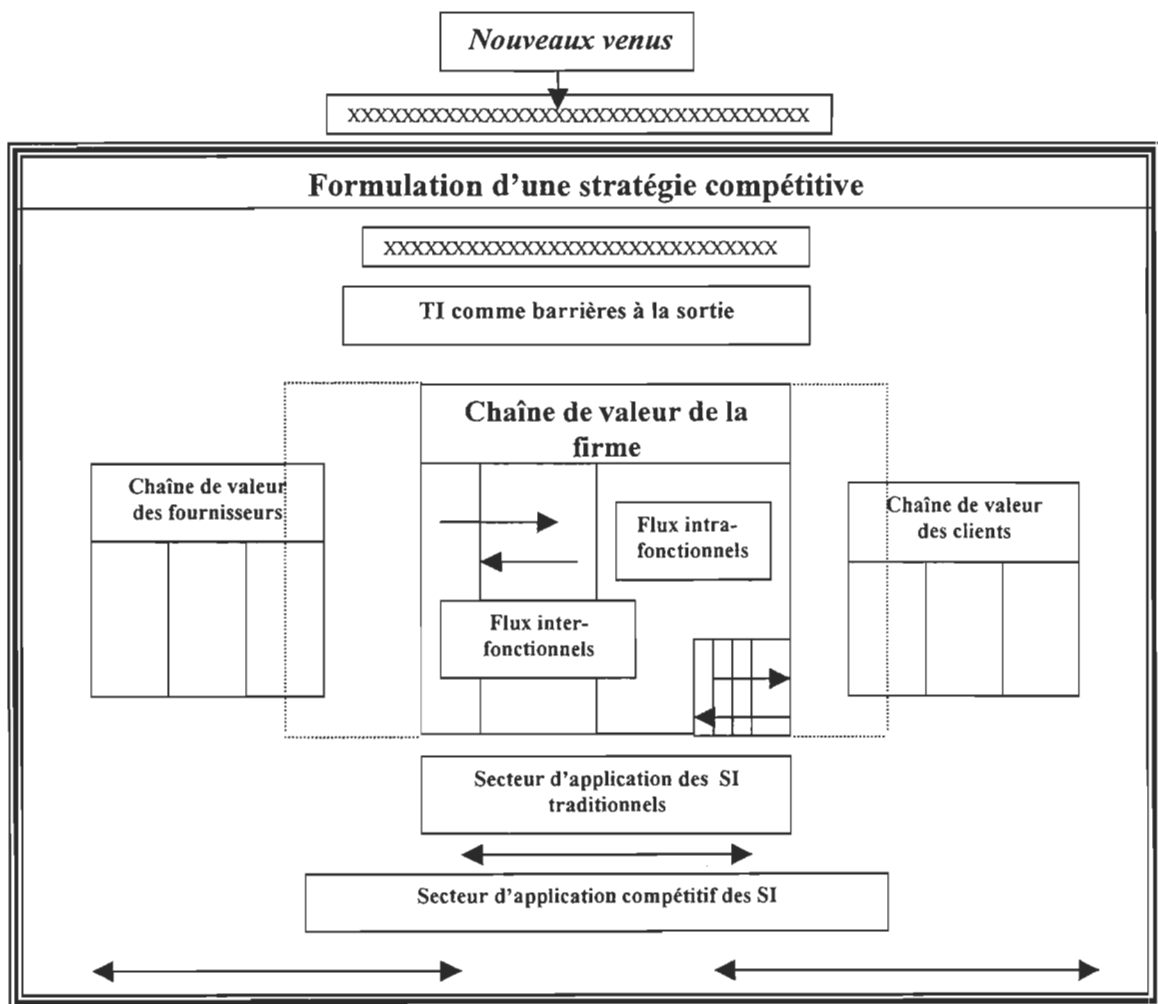 Nouveaux venus
XXXXXXXXXXXXXXXXXXXXXXXXXXXXXXXXXX
Formulation d'une stratégie compétitive
XXXXXXXXXXXXXXXXXXXXXXXXXXXXX
TI comme barrières à la sortie
Chaîne de valeur de la
firme
Chaîne de valeur
des fournisseurs
Flux intra-
fonctionnels
Chaîne de valeur
des clients
Flux inter-
fonctionnels
Secteur d'application des SI
traditionnels
Secteur d'application compétitif des SI